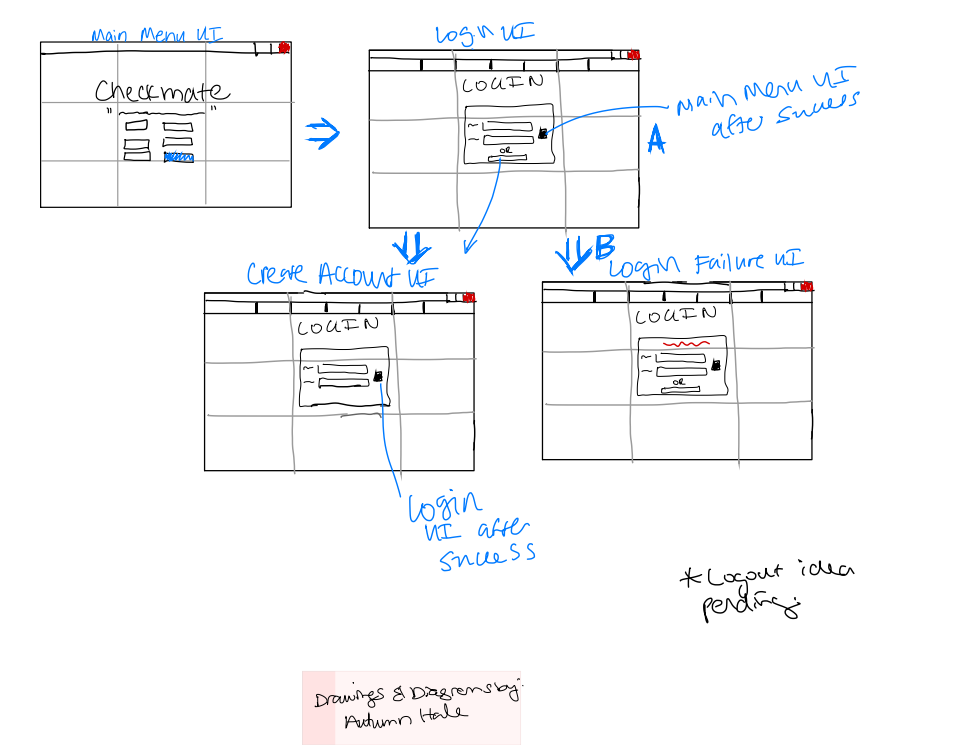 Main Menu UI
Login UI
Checkmate
" "
LOGIN
OR
Main Menu UI
after success
A
B
Create Account UI
LOGIN
Login Failure UI
LOGIN
OR
Login
UI after
success
*Logout idea
pending.
Drawings & Diagrams by:
Autumn Hale